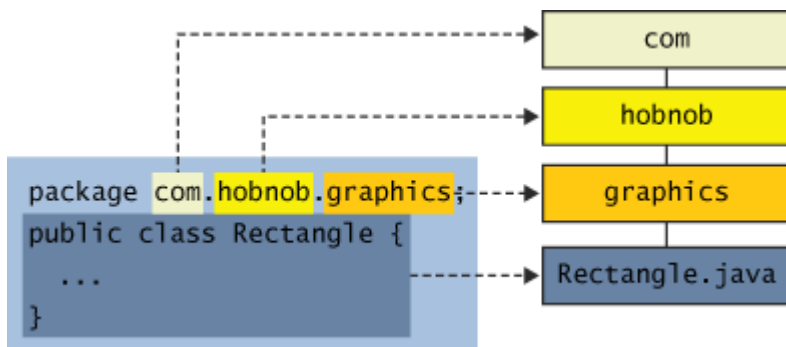 com
hobnob
package com.hobnob.graphics;
graphics
public class Rectangle {
...
Rectangle.java
}